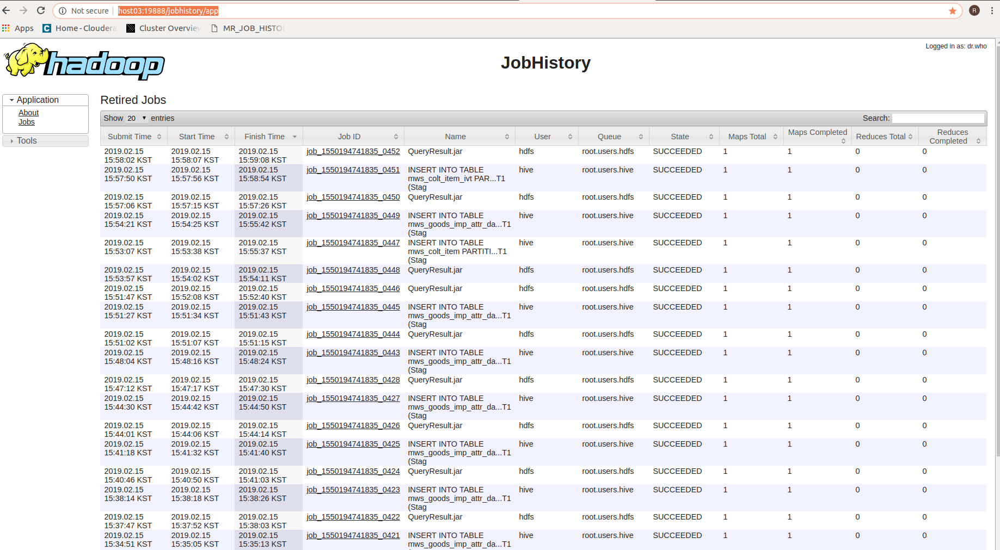 Not secure host03:19888/jobhistory/app R
Apps Home - Cloudera Cluster Overview MR_JOB_HISTO
Logged in as: dr.who
hadoop
JobHistory
Application
About
Jobs
Tools
Retired Jobs
Show 20 entries Search:
Submit Time Start Time Finish Time Job ID Name User Queue State Maps Total Maps Completed Reduces Total Reduces Completed
2019.02.15 2019.02.15 2019.02.15 job_1550194741835_0452 QueryResult.jar hdfs root.users.hdfs SUCCEEDED 1 1 0 0
15:58:02 KST 15:58:07 KST 15:59:08 KST
2019.02.15 2019.02.15 2019.02.15 job_1550194741835_0451 INSERT INTO TABLE hive root.users.hive SUCCEEDED 1 1 0 0
15:57:50 KST 15:57:56 KST 15:58:54 KST mws_colt_item_ivt PAR...T1
(Stag
2019.02.15 2019.02.15 2019.02.15 job_1550194741835_0450 QueryResult.jar hdfs root.users.hdfs SUCCEEDED 1 1 0 0
15:57:06 KST 15:57:15 KST 15:57:26 KST
2019.02.15 2019.02.15 2019.02.15 job_1550194741835_0449 INSERT INTO TABLE hive root.users.hive SUCCEEDED 1 1 0 0
15:54:21 KST 15:54:25 KST 15:55:42 KST mws_goods_imp_attr_da...T1
(Stag
2019.02.15 2019.02.15 2019.02.15 job_1550194741835_0447 INSERT INTO TABLE hive root.users.hive SUCCEEDED 1 1 0 0
15:53:07 KST 15:53:38 KST 15:55:37 KST mws_colt_item PARTITI...T1
(Stag
2019.02.15 2019.02.15 2019.02.15 job_1550194741835_0448 QueryResult.jar hdfs root.users.hdfs SUCCEEDED 1 1 0 0
15:53:57 KST 15:54:02 KST 15:54:11 KST
2019.02.15 2019.02.15 2019.02.15 job_1550194741835_0446 QueryResult.jar hdfs root.users.hdfs SUCCEEDED 1 1 0 0
15:51:47 KST 15:52:08 KST 15:52:40 KST
2019.02.15 2019.02.15 2019.02.15 job_1550194741835_0445 INSERT INTO TABLE hive root.users.hive SUCCEEDED 1 1 0 0
15:51:27 KST 15:51:34 KST 15:51:43 KST mws_goods_imp_attr_da...T1
(Stag
2019.02.15 2019.02.15 2019.02.15 job_1550194741835_0444 QueryResult.jar hdfs root.users.hdfs SUCCEEDED 1 1 0 0
15:51:02 KST 15:51:07 KST 15:51:15 KST
2019.02.15 2019.02.15 2019.02.15 job_1550194741835_0443 INSERT INTO TABLE hive root.users.hive SUCCEEDED 1 1 0 0
15:48:04 KST 15:48:16 KST 15:48:24 KST mws_goods_imp_attr_da...T1
(Stag
2019.02.15 2019.02.15 2019.02.15 job_1550194741835_0428 QueryResult.jar hdfs root.users.hdfs SUCCEEDED 1 1 0 0
15:47:12 KST 15:47:17 KST 15:47:30 KST
2019.02.15 2019.02.15 2019.02.15 job_1550194741835_0427 INSERT INTO TABLE hive root.users.hive SUCCEEDED 1 1 0 0
15:44:30 KST 15:44:42 KST 15:44:50 KST mws_goods_imp_attr_da...T1
(Stag
2019.02.15 2019.02.15 2019.02.15 job_1550194741835_0426 QueryResult.jar hdfs root.users.hdfs SUCCEEDED 1 1 0 0
15:44:01 KST 15:44:06 KST 15:44:14 KST
2019.02.15 2019.02.15 2019.02.15 job_1550194741835_0425 INSERT INTO TABLE hive root.users.hive SUCCEEDED 1 1 0 0
15:41:18 KST 15:41:32 KST 15:41:40 KST mws_goods_imp_attr_da...T1
(Stag
2019.02.15 2019.02.15 2019.02.15 job_1550194741835_0424 QueryResult.jar hdfs root.users.hdfs SUCCEEDED 1 1 0 0
15:40:46 KST 15:40:50 KST 15:41:03 KST
2019.02.15 2019.02.15 2019.02.15 job_1550194741835_0423 INSERT INTO TABLE hive root.users.hive SUCCEEDED 1 1 0 0
15:38:14 KST 15:38:18 KST 15:38:26 KST mws_goods_imp_attr_da...T1
(Stag
2019.02.15 2019.02.15 2019.02.15 job_1550194741835_0422 QueryResult.jar hdfs root.users.hdfs SUCCEEDED 1 1 0 0
15:37:47 KST 15:37:52 KST 15:38:03 KST
2019.02.15 2019.02.15 2019.02.15 job_1550194741835_0421 INSERT INTO TABLE hive root.users.hive SUCCEEDED 1 1 0 0
15:34:51 KST 15:35:05 KST 15:35:13 KST mws_goods_imp_attr_da...T1